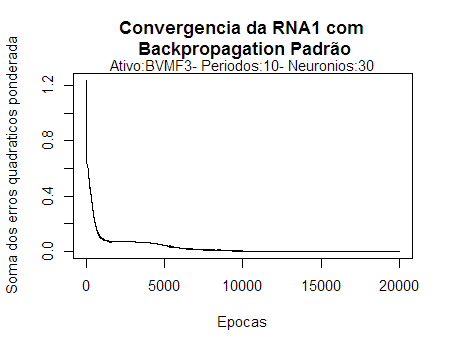 Convergencia da RNA1 com
Backpropagation Padrão
Ativo:BVMF3- Periodos:10- Neuronios:30
Soma dos erros quadraticos ponderada
1.2
0.8
0.4
0.0
0 5000 10000 15000 20000
Epocas